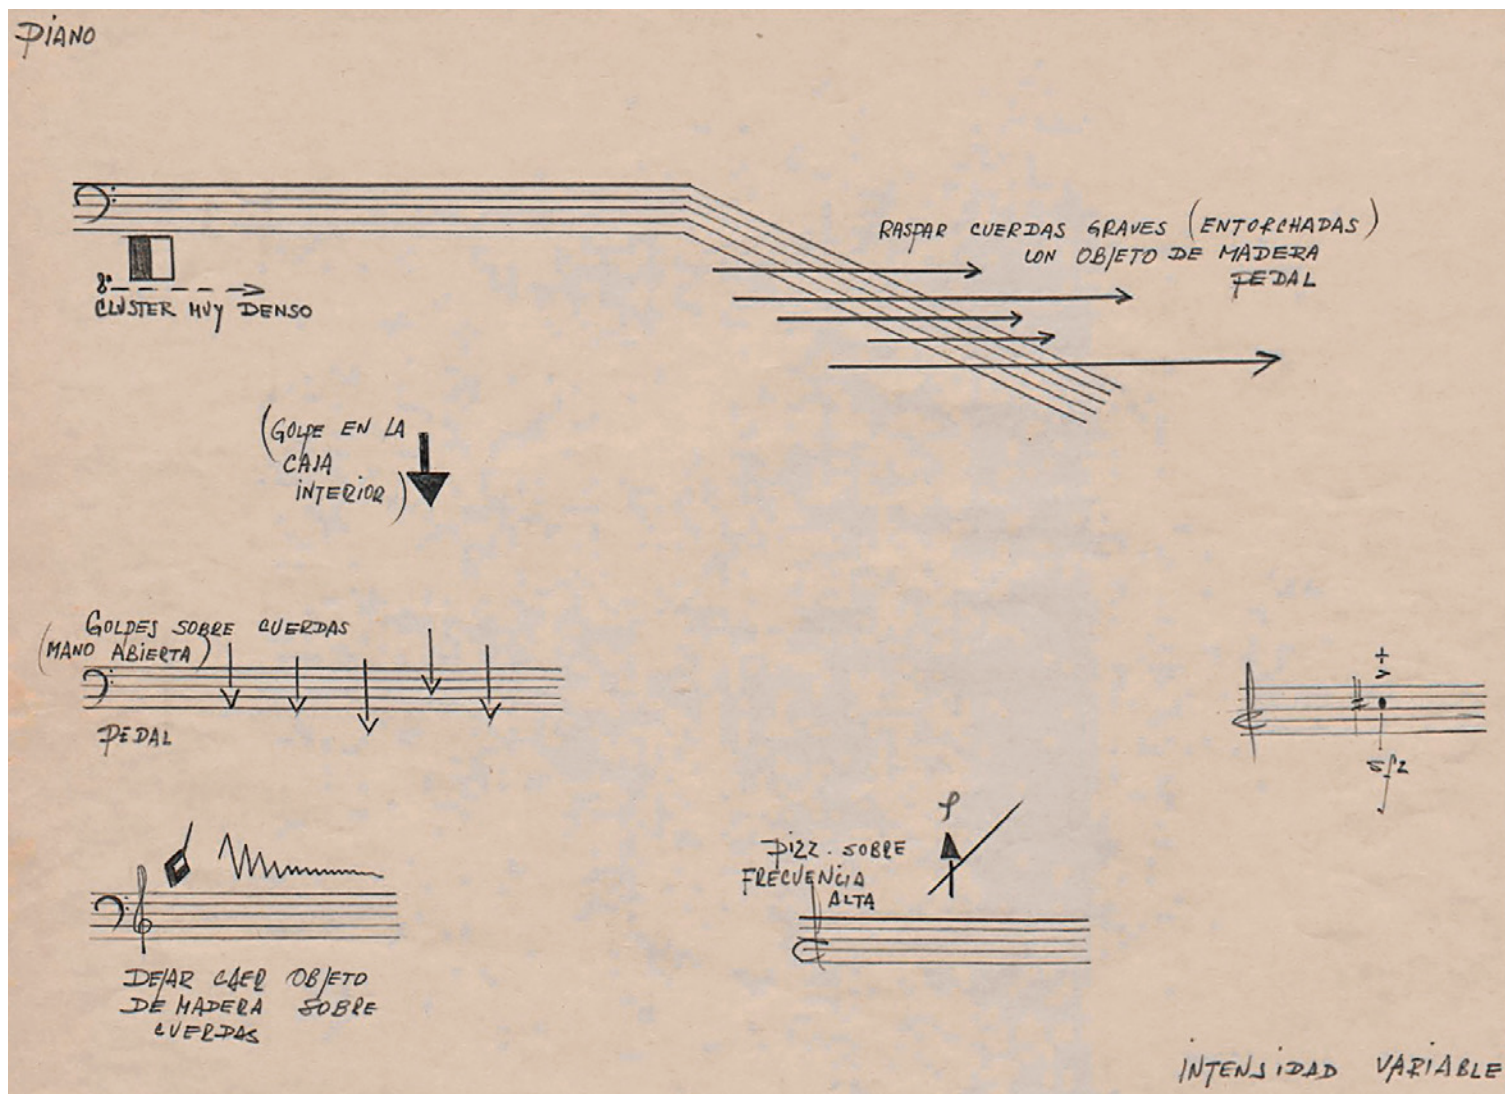 PIANO
RASPAR CUERDAS GRAVES (ENTORCHADAS)
CON OBJETO DE MADERA
PEDAL
8ª
CLUSTER MUY DENSO
(GOLPE EN LA
CAJA
INTERIOR)
GOLPES SOBRE CUERDAS
(MANO ABIERTA)
PEDAL
sfz
PIZZ. SOBRE
FRECUENCIA
ALTA
DEJAR CAER OBJETO
DE MADERA SOBRE
CUERDAS
INTENSIDAD VARIABLE